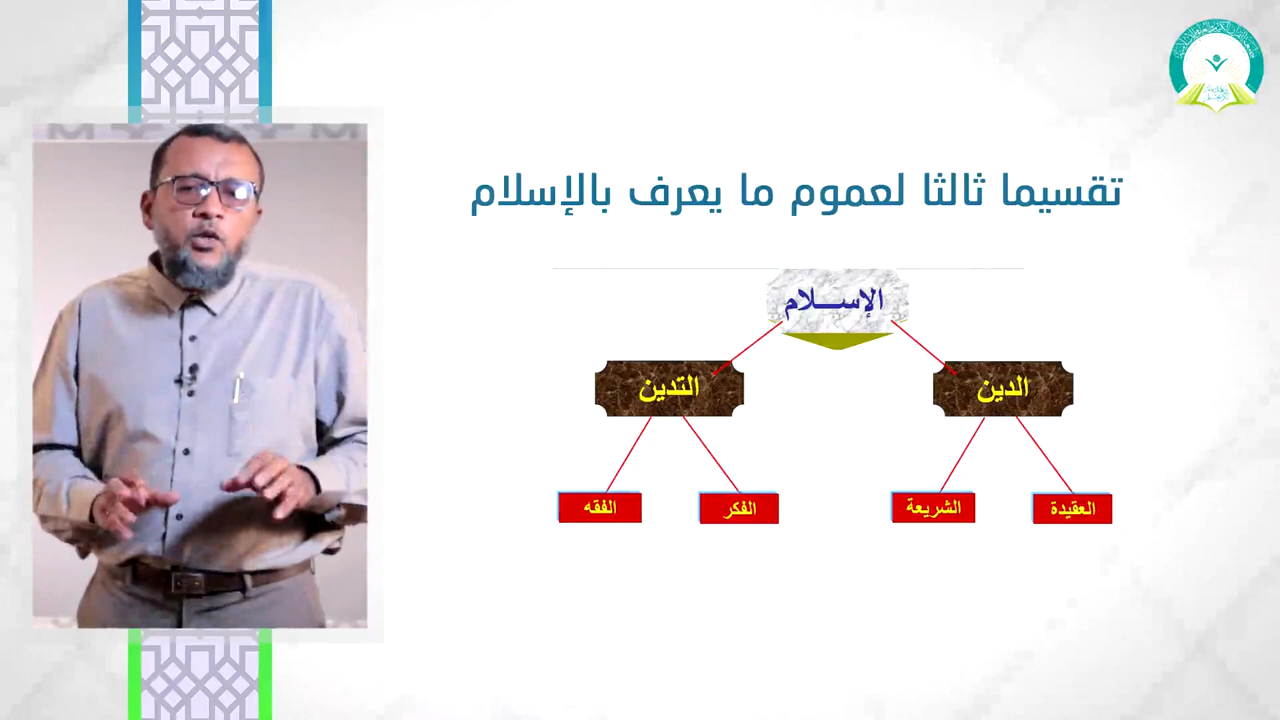 تقسيما ثالثا لعموم ما يعرف بالإسلام
الإســـلام
الدين
التدين
العقيدة
الشريعة
الفكر
الفقه